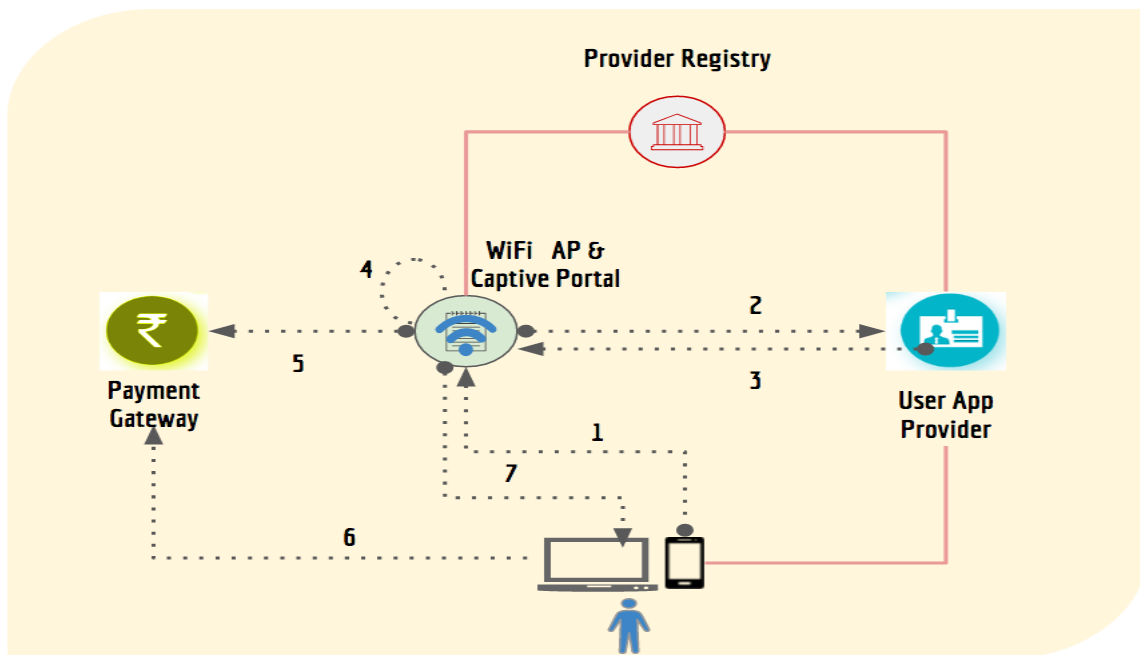 Provider Registry
WiFi AP &
Captive Portal
4
2
₹
5
3
Payment
Gateway
User App
Provider
1
7
6